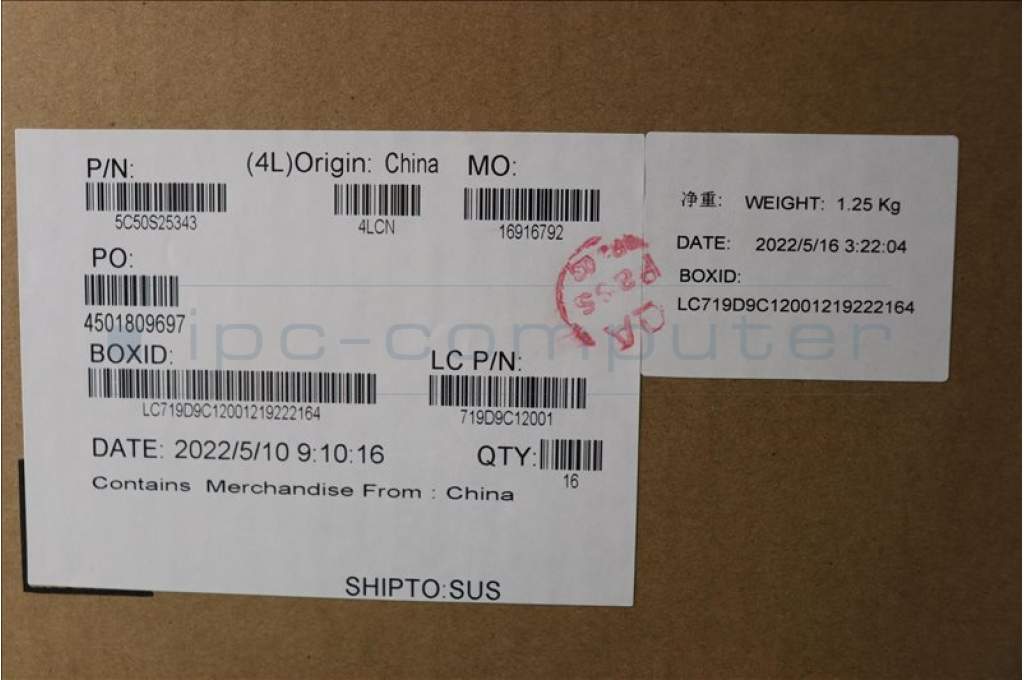 P/N: (4L)Origin: China MO:
5C50S25343 4LCN 16916792
PO:
4501809697
BOXID: LC P/N:
LC719D9C12001219222164 719D9C12001
DATE: 2022/5/10 9:10:16 QTY:
16
Contains Merchandise From : China
SHIPTO:SUS
净重: WEIGHT: 1.25 Kg
DATE: 2022/5/16 3:22:04
BOXID:
LC719D9C12001219222164
QA
ipc-computer